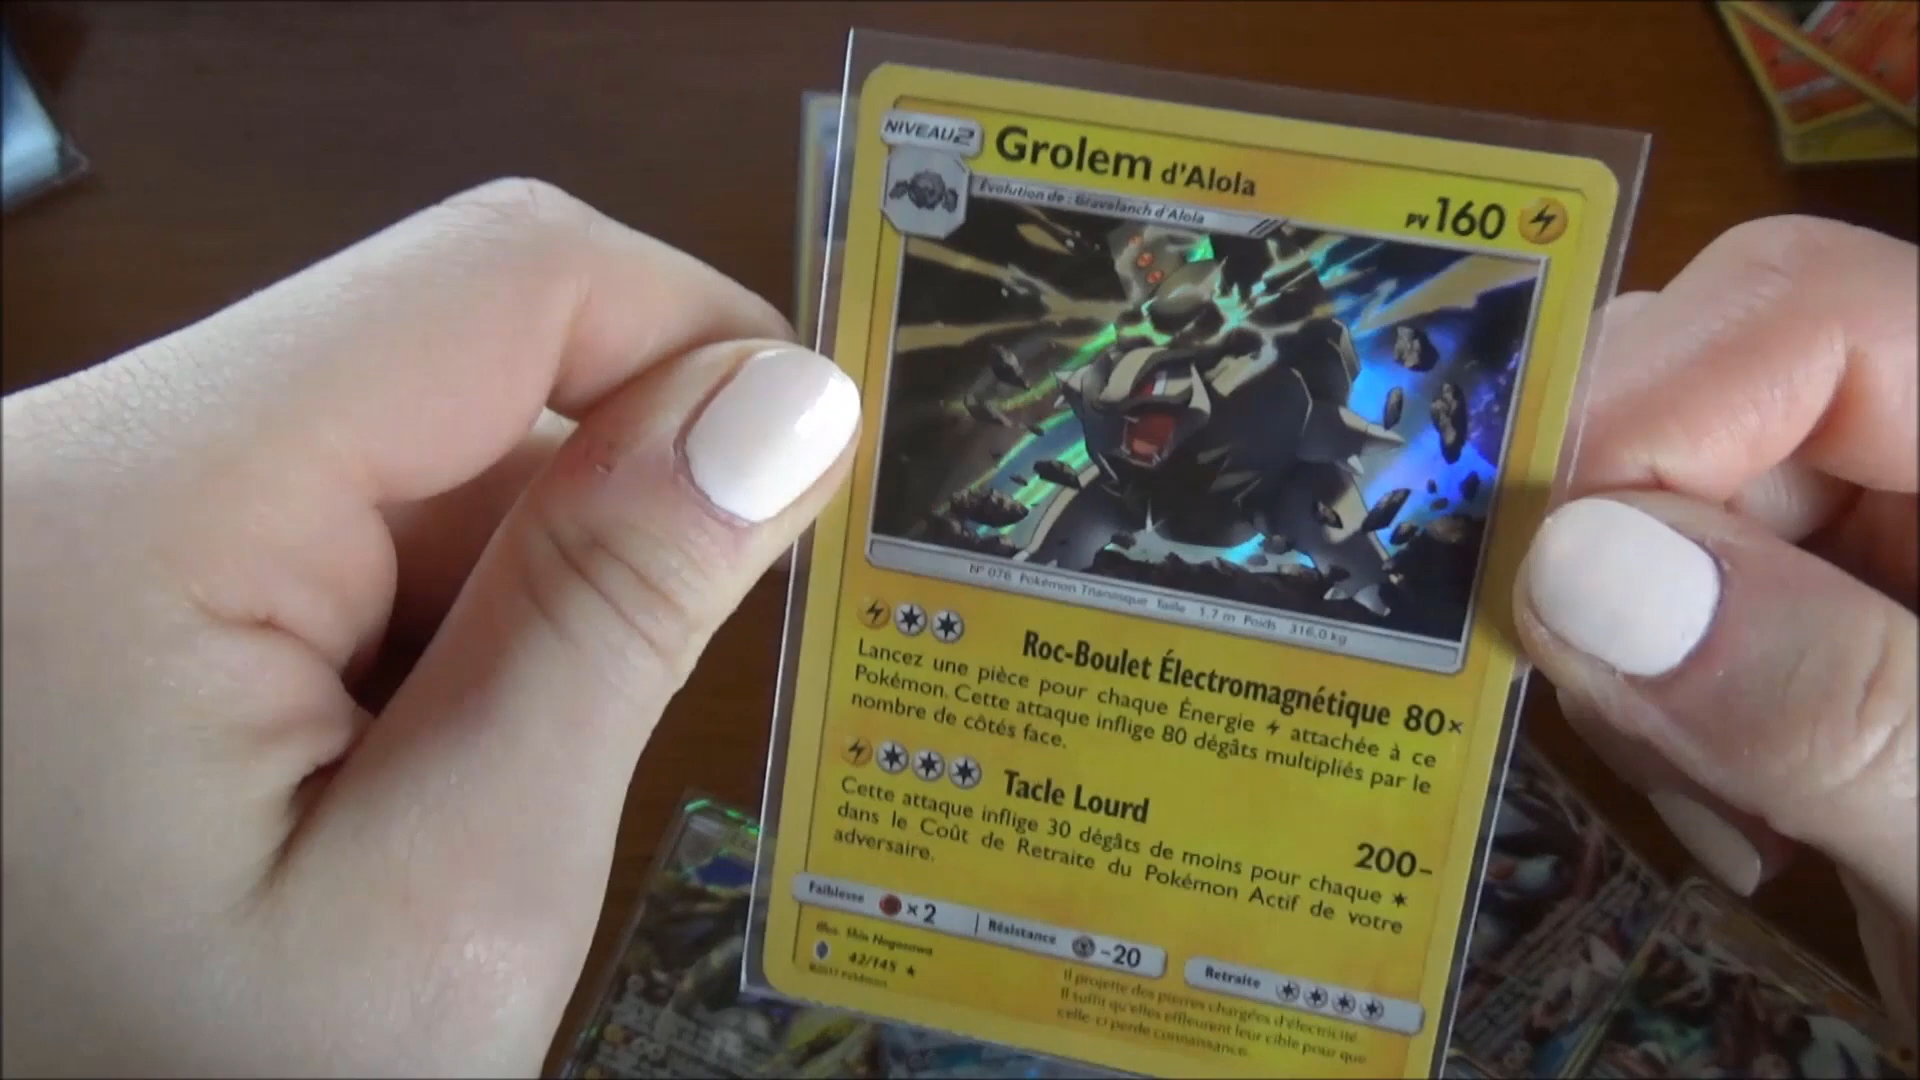 NIVEAU 2
Grolem d'Alola
Évolution de : Gravalanch d'Alola
PV 160
N° 076 Pokémon Titanesque Taille : 1,7 m Poids : 316,0 kg
Roc-Boulet Électromagnétique 80×
Lancez une pièce pour chaque Énergie attachée à ce
Pokémon. Cette attaque inflige 80 dégâts multipliés par le
nombre de côtés face.
Tacle Lourd
200-
Cette attaque inflige 30 dégâts de moins pour chaque
dans le Coût de Retraite du Pokémon Actif de votre
adversaire.
Faiblesse ×2
Résistance -20
Retraite
Illus. Shin Nagasawa
42/145 ★
©2017 Pokémon
Il projette des pierres chargées d'électricité.
Il suffit qu'elles effleurent leur cible pour que
celle-ci perde connaissance.